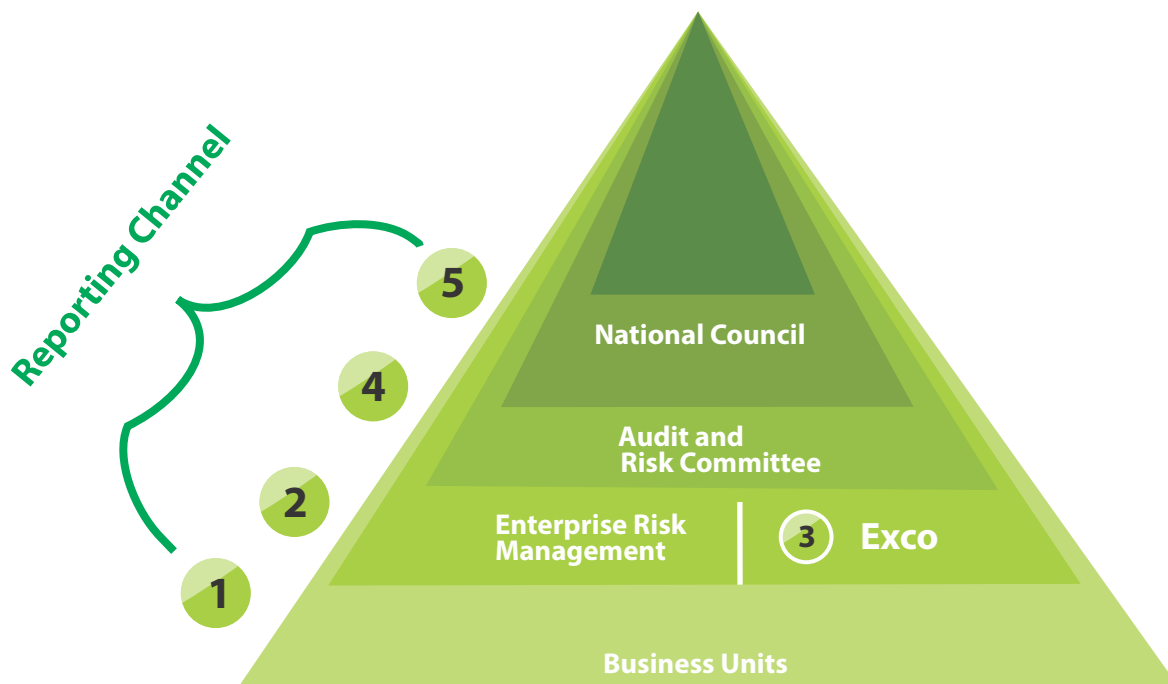 Reporting Channel
5
National Council
4
Audit and
Risk Committee
2
Enterprise Risk
Management
3
Exco
1
Business Units